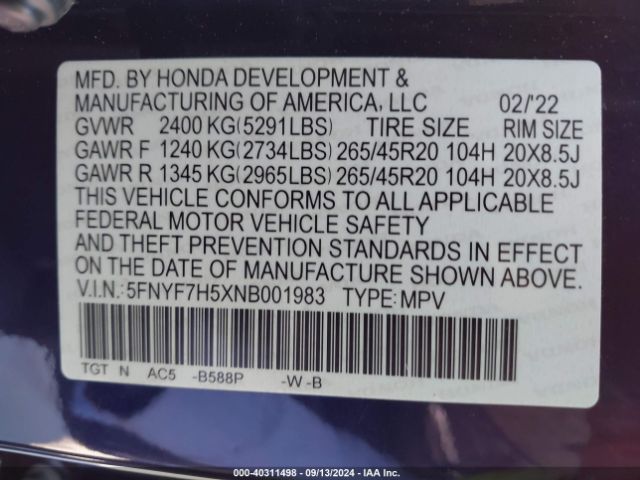 MFD. BY HONDA DEVELOPMENT &
MANUFACTURING OF AMERICA, LLC 02/'22
GVWR 2400 KG(5291LBS) TIRE SIZE RIM SIZE
GAWR F 1240 KG(2734LBS) 265/45R20 104H 20X8.5J
GAWR R 1345 KG(2965LBS) 265/45R20 104H 20X8.5J
THIS VEHICLE CONFORMS TO ALL APPLICABLE
FEDERAL MOTOR VEHICLE SAFETY
AND THEFT PREVENTION STANDARDS IN EFFECT
ON THE DATE OF MANUFACTURE SHOWN ABOVE.
V.I.N.:5FNYF7H5XNB001983 TYPE:MPV
TGT N AC5 -B588P -W-B
000-40311498 - 09/13/2024 - IAA Inc.